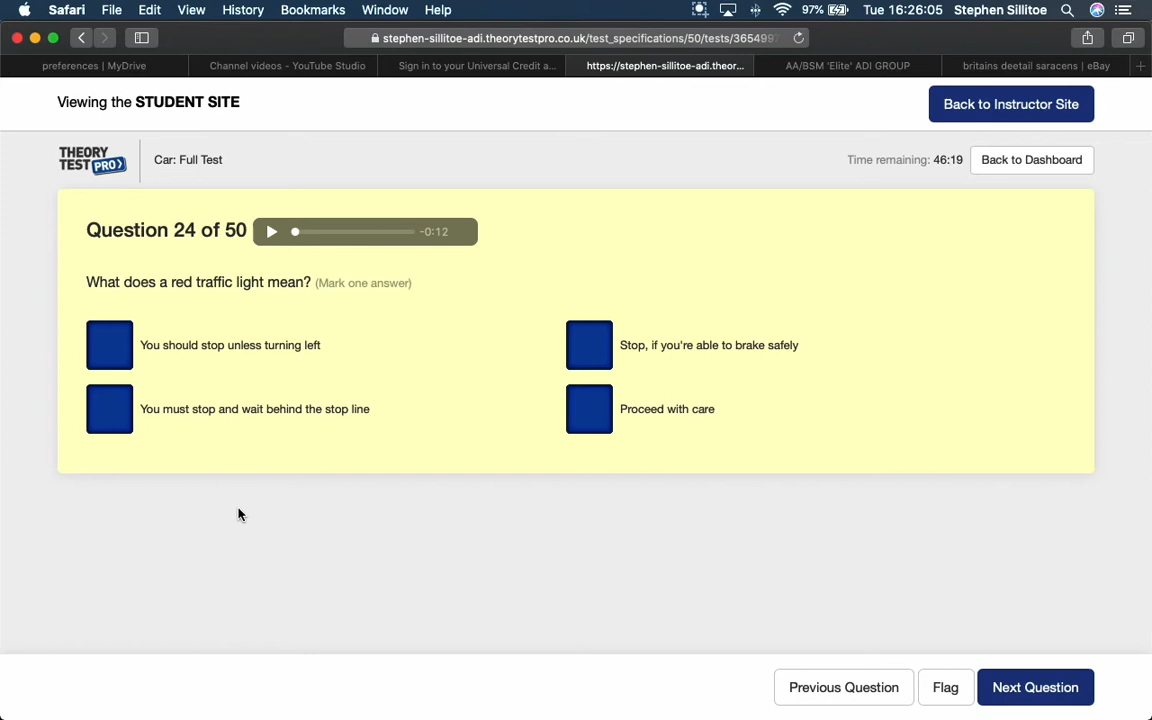 Safari File Edit View History Bookmarks Window Help 97% Tue 16:26:05 Stephen Sillitoe
stephen-sillitoe-adi.theorytestpro.co.uk/test_specifications/50/tests/3654997
preferences | MyDrive Channel videos - YouTube Studio Sign in to your Universal Credit a... https://stephen-sillitoe-adi.theor... AA/BSM 'Elite' ADI GROUP britains deetail saracens | eBay
Viewing the STUDENT SITE
Back to Instructor Site
THEORY TEST PRO
Car: Full Test
Time remaining: 46:19
Back to Dashboard
Question 24 of 50
-0:12
What does a red traffic light mean? (Mark one answer)
You should stop unless turning left
Stop, if you're able to brake safely
You must stop and wait behind the stop line
Proceed with care
Previous Question
Flag
Next Question